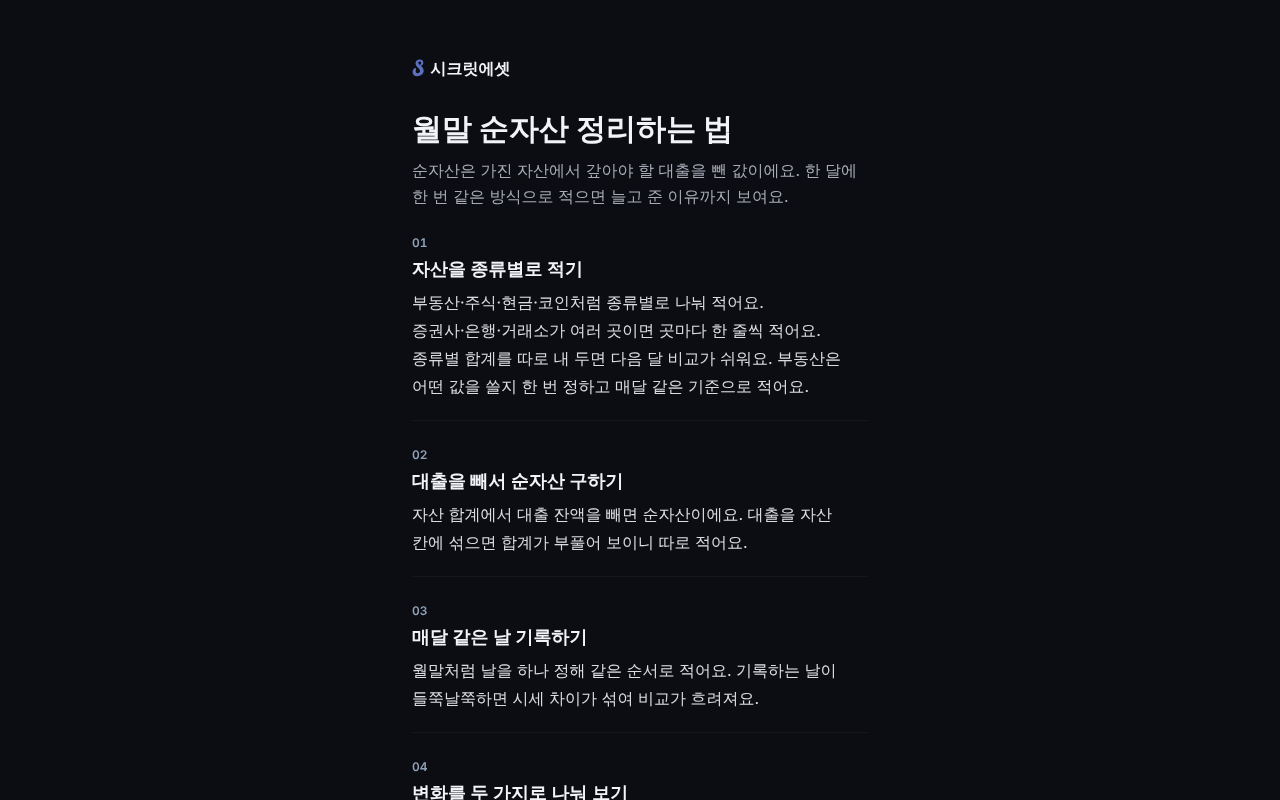 시크릿에셋
월말 순자산 정리하는 법
순자산은 가진 자산에서 갚아야 할 대출을 뺀 값이에요. 한 달에
한 번 같은 방식으로 적으면 늘고 준 이유까지 보여요.
01
자산을 종류별로 적기
부동산·주식·현금·코인처럼 종류별로 나눠 적어요.
증권사·은행·거래소가 여러 곳이면 곳마다 한 줄씩 적어요.
종류별 합계를 따로 내 두면 다음 달 비교가 쉬워요. 부동산은
어떤 값을 쓸지 한 번 정하고 매달 같은 기준으로 적어요.
02
대출을 빼서 순자산 구하기
자산 합계에서 대출 잔액을 빼면 순자산이에요. 대출을 자산
칸에 섞으면 합계가 부풀어 보이니 따로 적어요.
03
매달 같은 날 기록하기
월말처럼 날을 하나 정해 같은 순서로 적어요. 기록하는 날이
들쭉날쭉하면 시세 차이가 섞여 비교가 흐려져요.
04
변화를 두 가지로 나눠 보기